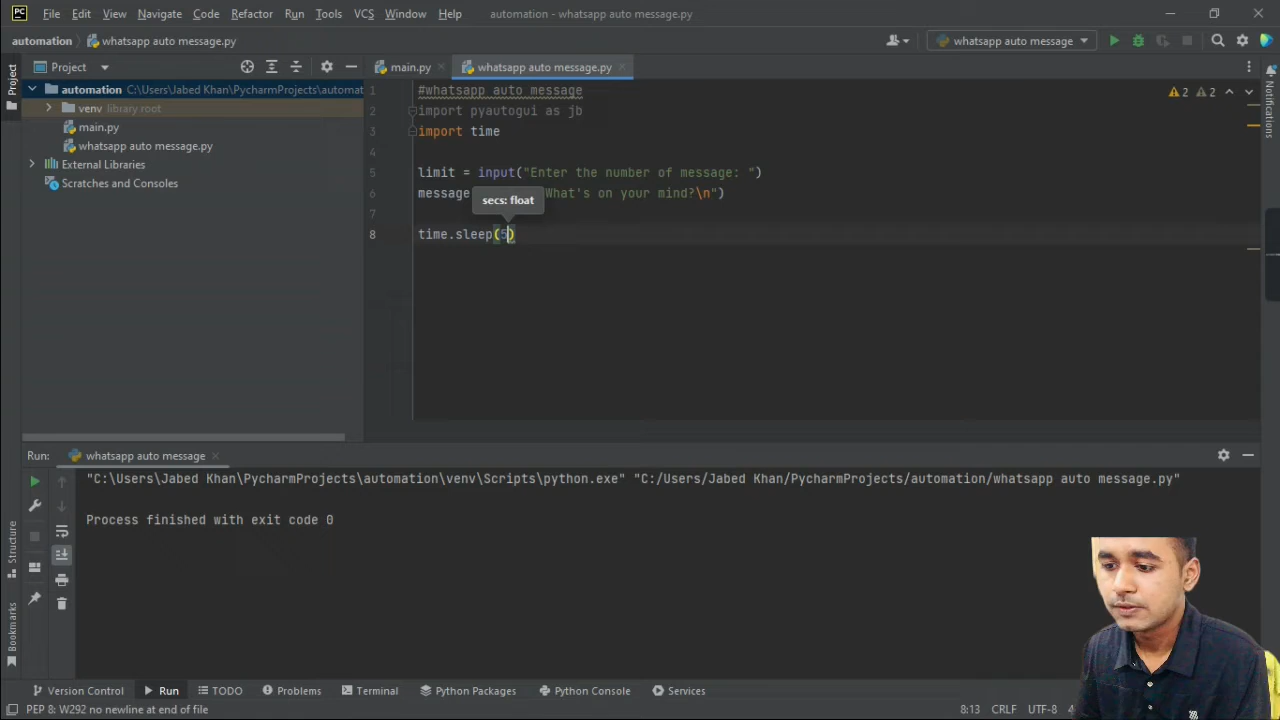 PC File Edit View Navigate Code Refactor Run Tools VCS Window Help automation - whatsapp auto message.py
automation whatsapp auto message.py whatsapp auto message
Project Project main.py whatsapp auto message.py
automation C:\Users\Jabed Khan\PycharmProjects\automat
venv library root
main.py
whatsapp auto message.py
External Libraries
Scratches and Consoles
1 #whatsapp auto message 2 2
2 import pyautogui as jb
3 import time
4
5 limit = input("Enter the number of message: ")
6 message What's on your mind?\n")
secs: float
7
8 time.sleep(5)
Notifications
Run: whatsapp auto message
"C:\Users\Jabed Khan\PycharmProjects\automation\venv\Scripts\python.exe" "C:/Users/Jabed Khan/PycharmProjects/automation/whatsapp auto message.py"
Process finished with exit code 0
Structure
Bookmarks
Version Control Run TODO Problems Terminal Python Packages Python Console Services
PEP 8: W292 no newline at end of file 8:13 CRLF UTF-8 4